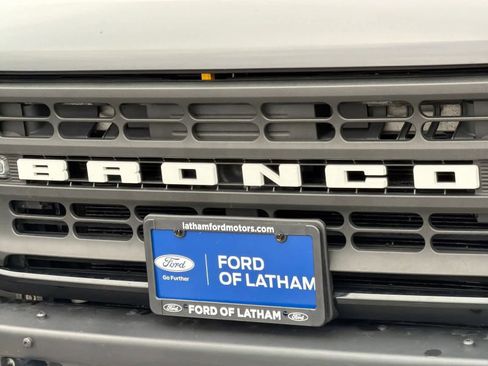 BRONCO
lathamfordmotors.com
Ford
Go Further
FORD
OF LATHAM
Ford FORD OF LATHAM Ford